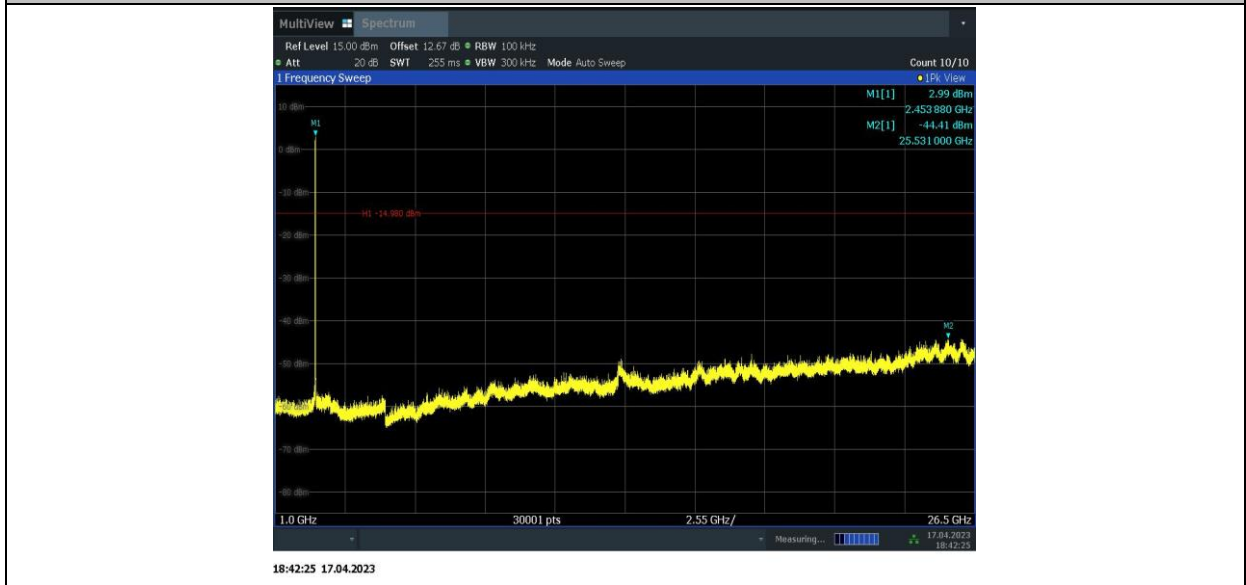 MultiView Spectrum
Ref Level 15.00 dBm Offset 12.67 dB RBW 100 kHz
Att 20 dB SWT 255 ms VBW 300 kHz Mode Auto Sweep Count 10/10
1 Frequency Sweep 1Pk View
M1[1] 2.99 dBm
2.453 880 GHz
M2[1] -44.41 dBm
25.531 000 GHz
10 dBm
M1
0 dBm
-10 dBm
H1 -14.980 dBm
-20 dBm
-30 dBm
-40 dBm
M2
-50 dBm
-70 dBm
-80 dBm
1.0 GHz 30001 pts 2.55 GHz/ 26.5 GHz
Measuring... 17.04.2023
18:42:25
18:42:25 17.04.2023